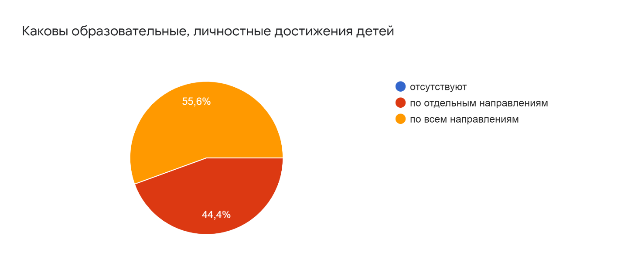 Каковы образовательные, личностные достижения детей
отсутствуют
по отдельным направлениям
по всем направлениям
55,6%
44,4%